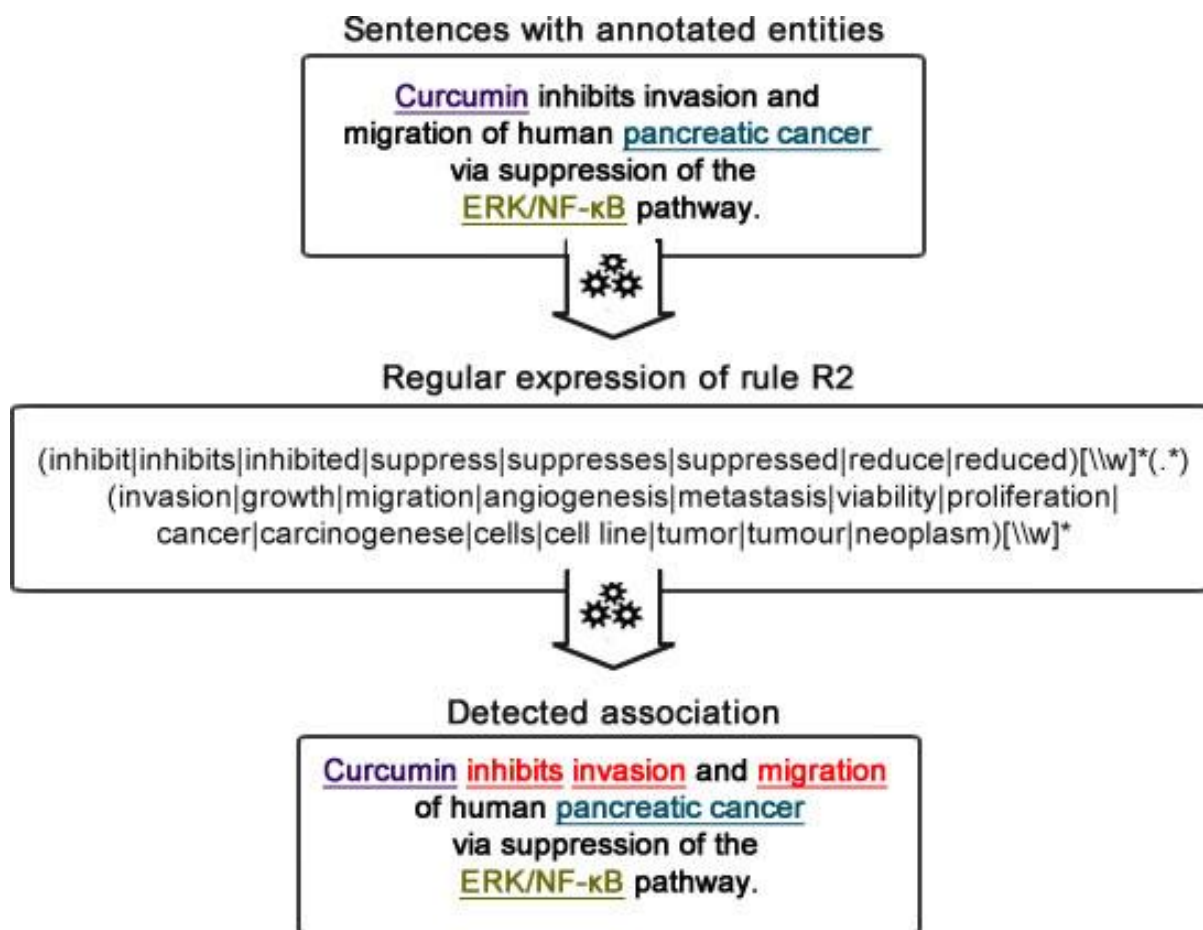 Sentences with annotated entities
Curcumin inhibits invasion and
migration of human pancreatic cancer
via suppression of the
ERK/NF-κB pathway.
Regular expression of rule R2
(inhibit|inhibits|inhibited|suppress|suppresses|suppressed|reduce|reduced)[\\w]*(.*)
(invasion|growth|migration|angiogenesis|metastasis|viability|proliferation|
cancer|carcinogenese|cells|cell line|tumor|tumour|neoplasm)[\\w]*
Detected association
Curcumin inhibits invasion and migration
of human pancreatic cancer
via suppression of the
ERK/NF-κB pathway.